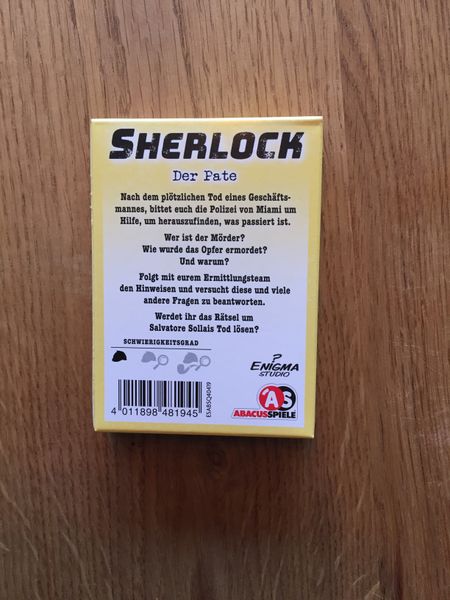 SHERLOCK
Der Pate
Nach dem plötzlichen Tod eines Geschäfts-
mannes, bittet euch die Polizei von Miami um
Hilfe, um herauszufinden, was passiert ist.
Wer ist der Mörder?
Wie wurde das Opfer ermordet?
Und warum?
Folgt mit eurem Ermittlungsteam
den Hinweisen und versucht diese und viele
andere Fragen zu beantworten.
Werdet ihr das Rätsel um
Salvatore Sollais Tod lösen?
SCHWIERIGKEITSGRAD
ENIGMA
STUDIO
4 011898 481945
AS
ABACUSSPIELE